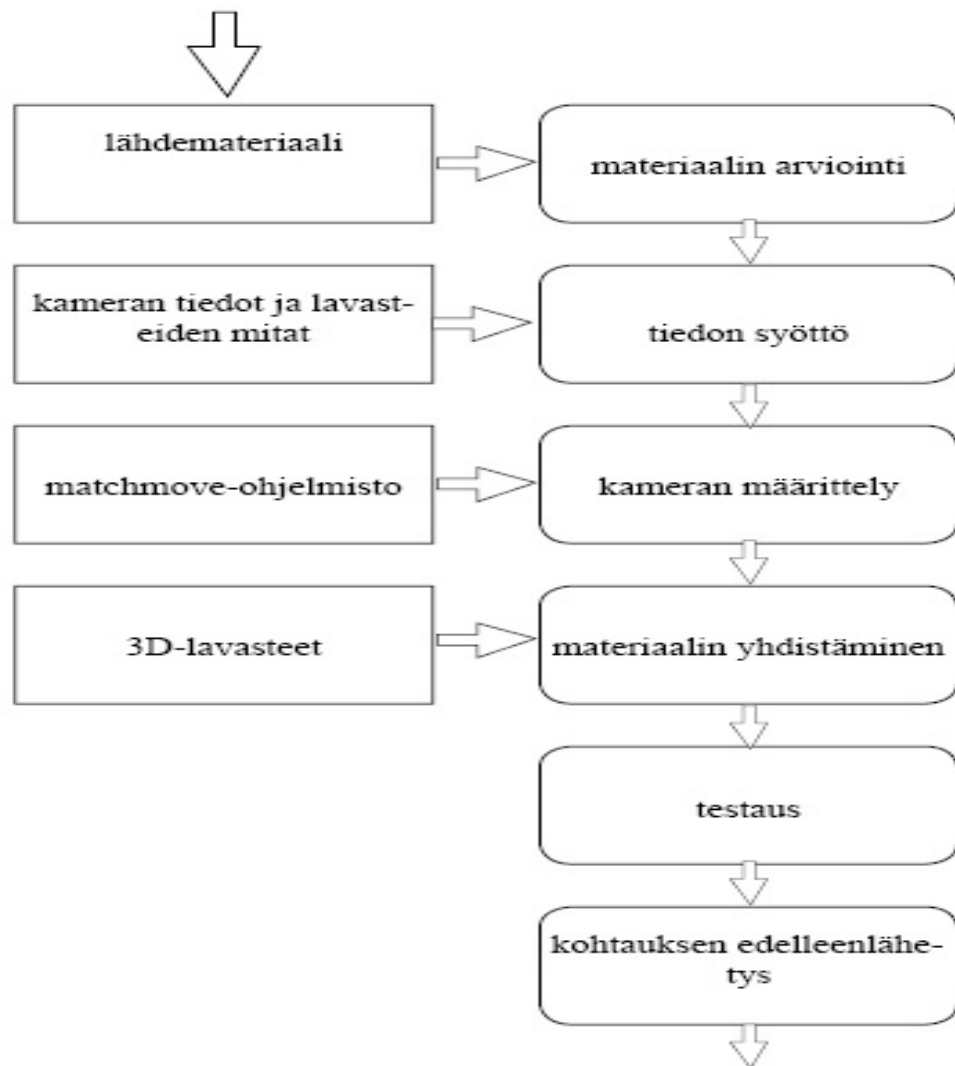 lähdemateriaali
materiaalin arviointi
kameran tiedot ja lavast-
eiden mitat
tiedon syöttö
matchmove-ohjelmisto
kameran määrittely
3D-lavasteet
materiaalin yhdistäminen
testaus
kohtauksen edelleenlähe-
tys